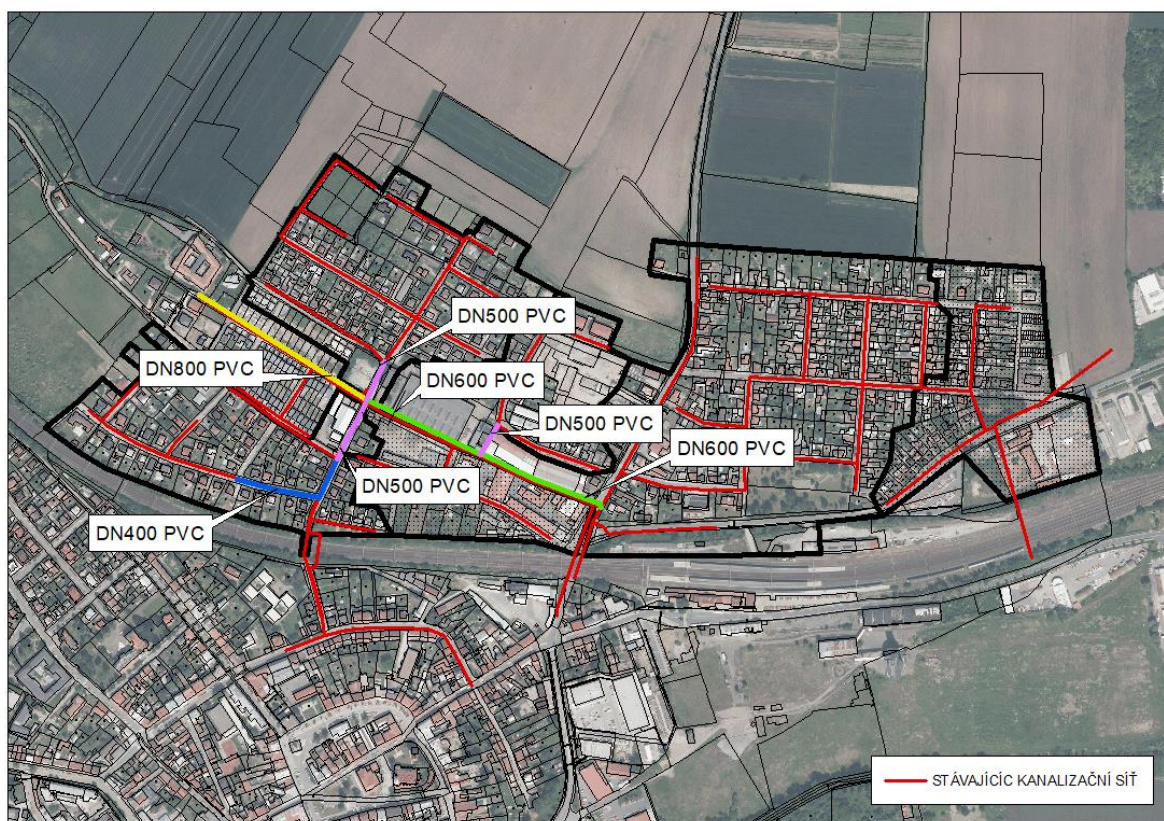 DN500 PVC
DN800 PVC
DN600 PVC
DN500 PVC
DN600 PVC
DN500 PVC
DN400 PVC
STÁVAJÍCÍC KANALIZAČNÍ SÍŤ